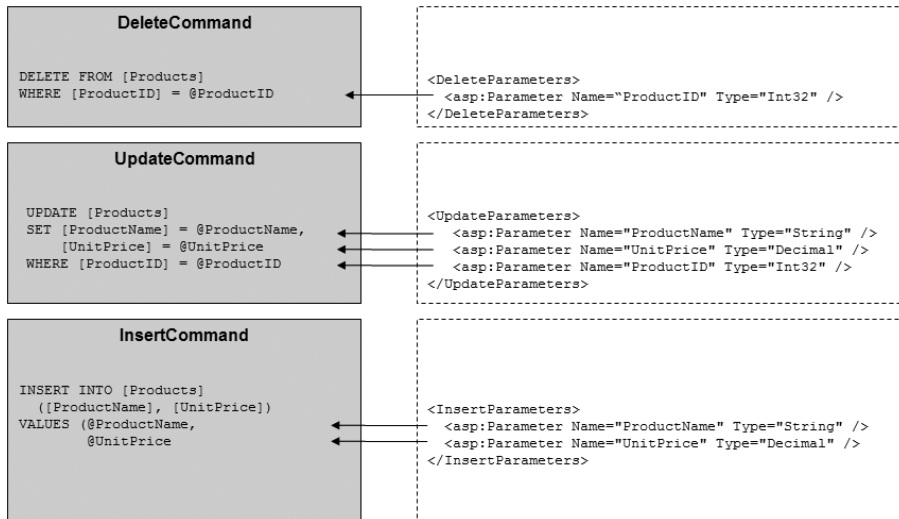 DeleteCommand
DELETE FROM [Products]
WHERE [ProductID] = @ProductID
<DeleteParameters>
<asp:Parameter Name=“ProductID" Type="Int32" />
</DeleteParameters>
UpdateCommand
UPDATE [Products]
SET [ProductName] = @ProductName,
[UnitPrice] = @UnitPrice
WHERE [ProductID] = @ProductID
<UpdateParameters>
<asp:Parameter Name="ProductName" Type="String" />
<asp:Parameter Name="UnitPrice" Type="Decimal" />
<asp:Parameter Name="ProductID" Type="Int32" />
</UpdateParameters>
InsertCommand
INSERT INTO [Products]
([ProductName], [UnitPrice])
VALUES (@ProductName,
@UnitPrice
<InsertParameters>
<asp:Parameter Name="ProductName" Type="String" />
<asp:Parameter Name="UnitPrice" Type="Decimal" />
</InsertParameters>